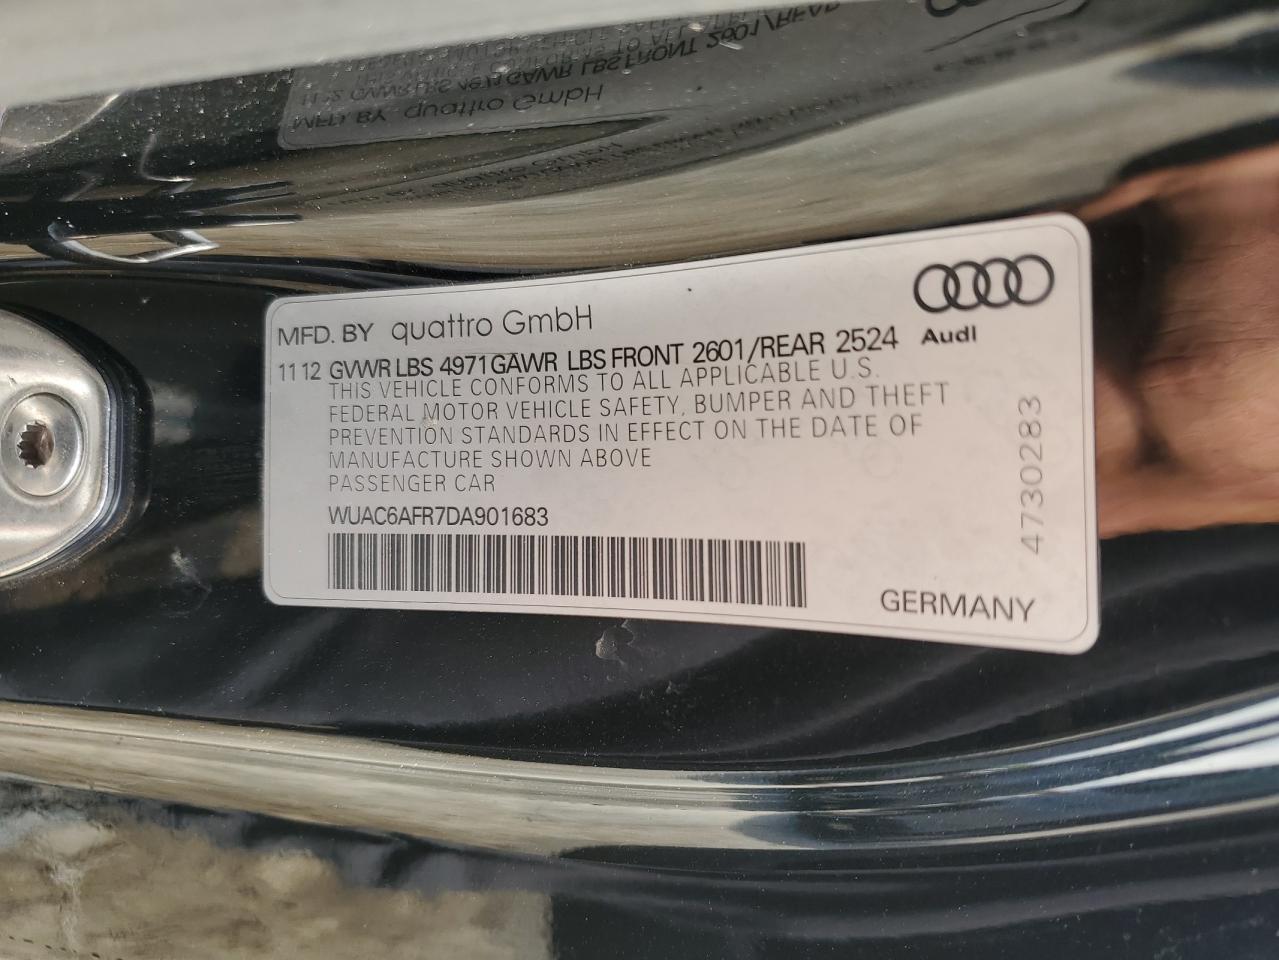 MFD. BY quattro GmbH
Audi
11 12 GVWR LBS 4971 GAWR LBS FRONT 2601/REAR 2524
THIS VEHICLE CONFORMS TO ALL APPLICABLE U.S.
FEDERAL MOTOR VEHICLE SAFETY, BUMPER AND THEFT
PREVENTION STANDARDS IN EFFECT ON THE DATE OF
MANUFACTURE SHOWN ABOVE
PASSENGER CAR
WUAC6AFR7DA901683
GERMANY
47302283